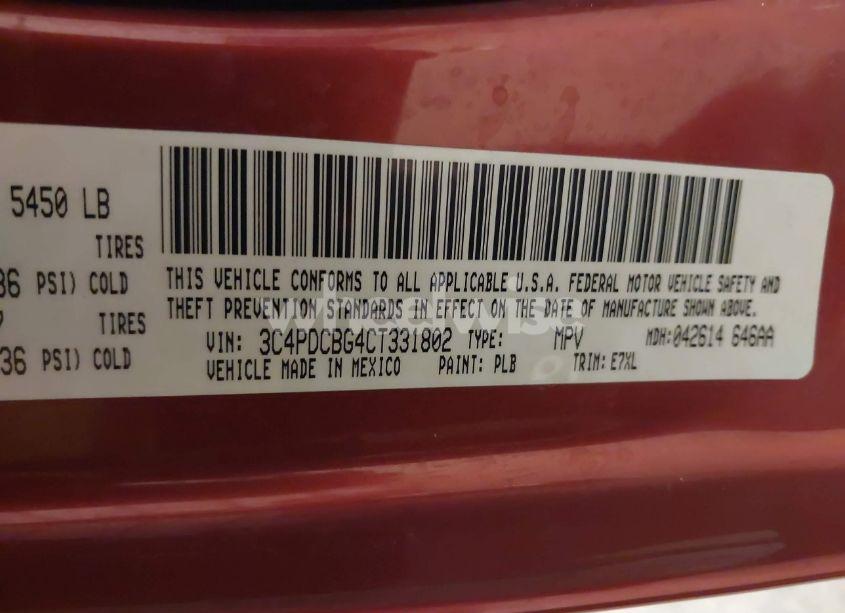 5450 LB
TIRES
36 PSI) COLD
TIRES
36 PSI) COLD
THIS VEHICLE CONFORMS TO ALL APPLICABLE U.S.A. FEDERAL MOTOR VEHICLE SAFETY AND
THEFT PREVENTION STANDARDS IN EFFECT ON THE DATE OF MANUFACTURE SHOWN ABOVE.
VIN: 3C4PDCBG4CT331802 TYPE: MPV MDH: 042614 646AA
VEHICLE MADE IN MEXICO PAINT: PLB TRIM: E7XL